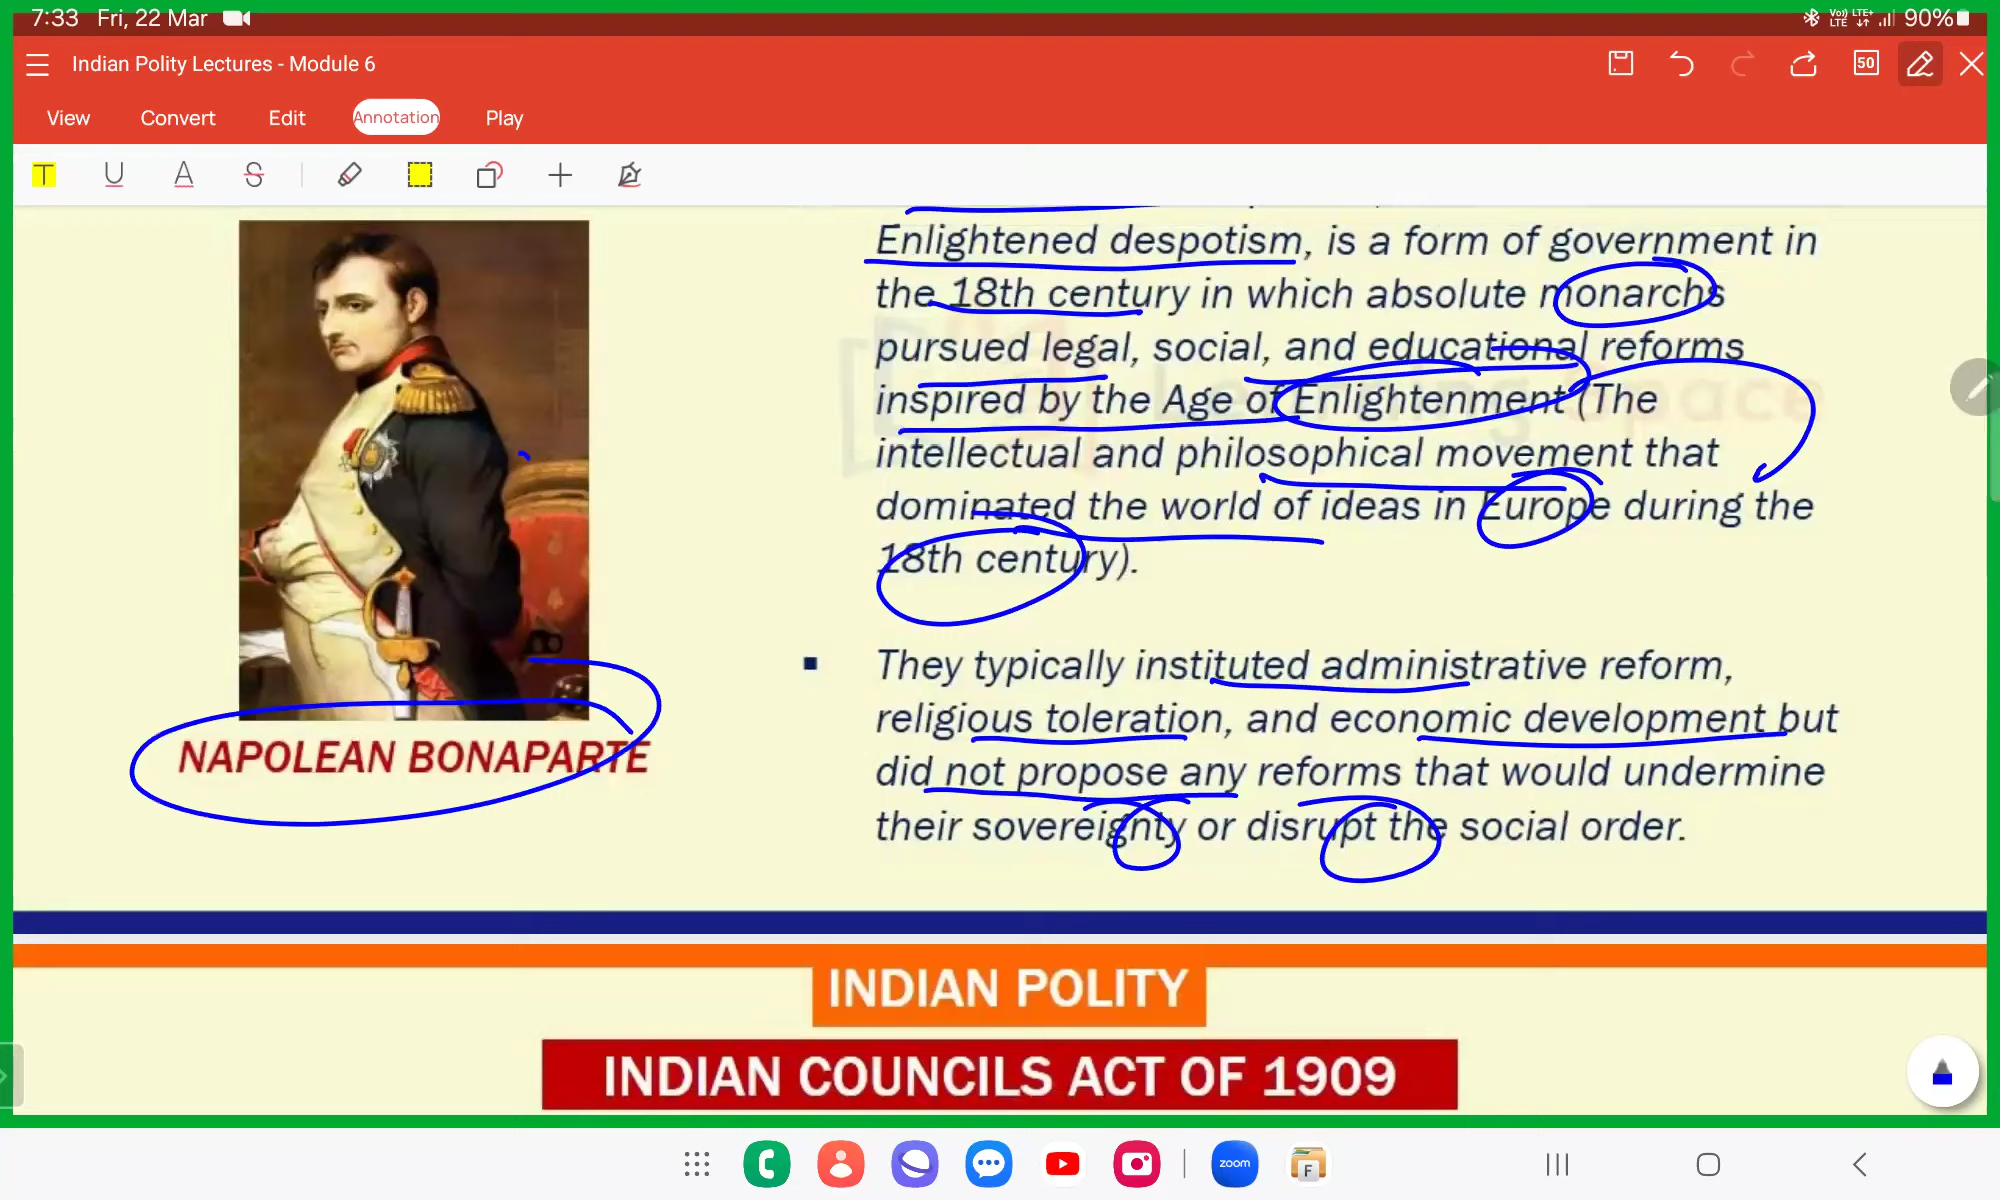 7:33 Fri, 22 Mar
Vo)) LTE LTE+ 90%
Indian Polity Lectures - Module 6
50
View Convert Edit Annotation Play
T U A S
Enlightened despotism, is a form of government in
the 18th century in which absolute monarchs
pursued legal, social, and educational reforms
inspired by the Age of Enlightenment (The
intellectual and philosophical movement that
dominated the world of ideas in Europe during the
18th century).
They typically instituted administrative reform,
religious toleration, and economic development but
did not propose any reforms that would undermine
their sovereignty or disrupt the social order.
NAPOLEAN BONAPARTE
INDIAN POLITY
INDIAN COUNCILS ACT OF 1909
zoom
F